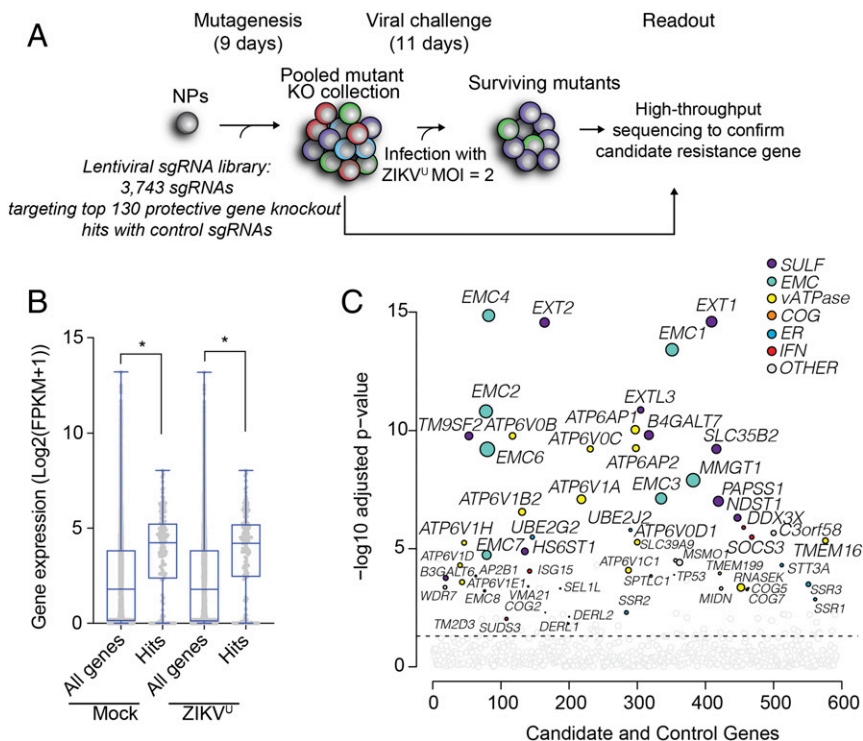 A
Mutagenesis
(9 days)
Viral challenge
(11 days)
Readout
NPs
Pooled mutant
KO collection
Surviving mutants
Lentiviral sgRNA library:
3,743 sgRNAs
targeting top 130 protective gene knockout
hits with control sgRNAs
Infection with
ZIKVᵁ MOI = 2
High-throughput
sequencing to confirm
candidate resistance gene
B
Gene expression (Log2(FPKM+1))
15
10
5
0
*
*
All genes
Hits
All genes
Hits
Mock
ZIKVᵁ
C
SULF
EMC
vATPase
COG
ER
IFN
OTHER
−log10 adjusted p-value
15
10
5
0
EMC4
EXT2
EXT1
EMC1
EMC2
EXTL3
TM9SF2
ATP6V0B
ATP6AP1
B4GALT7
ATP6V0C
SLC35B2
EMC6
ATP6AP2
MMGT1
ATP6V1A
EMC3
PAPSS1
ATP6V1B2
NDST1
UBE2J2
DDX3X
ATP6V1H
UBE2G2
ATP6V0D1
C3orf58
EMC7
HS6ST1
SLC39A9
SOCS3
TMEM16
ATP6V1D
MSMO1
B3GALT6
AP2B1
ISG15
ATP6V1C1
TMEM199
STT3A
WDR7
ATP6V1E1
SEL1L
SPTLC1
TP53
RNASEK
SSR3
EMC8
VMA21
MIDN
COG5
COG2
SSR2
COG7
SSR1
TM2D3
SUDS3
DERL1
DERL2
0
100
200
300
400
500
600
Candidate and Control Genes